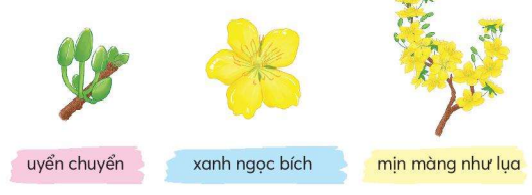 uyển chuyển
xanh ngọc bích
mịn màng như lụa